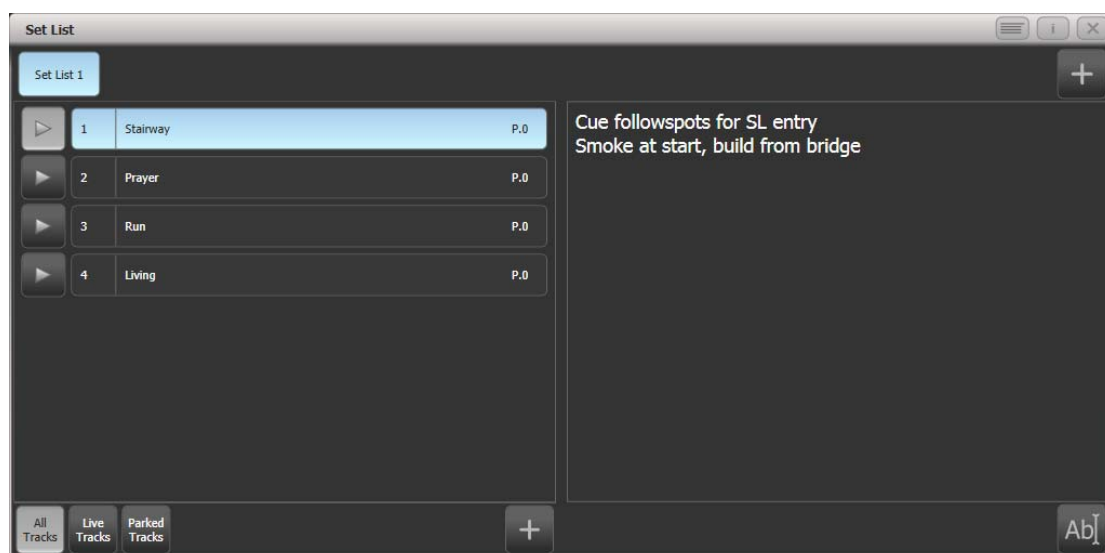 Set List
i
Set List 1
1 Stairway P.0
2 Prayer P.0
3 Run P.0
4 Living P.0
Cue followspots for SL entry
Smoke at start, build from bridge
All
Tracks
Live
Tracks
Parked
Tracks
Ab